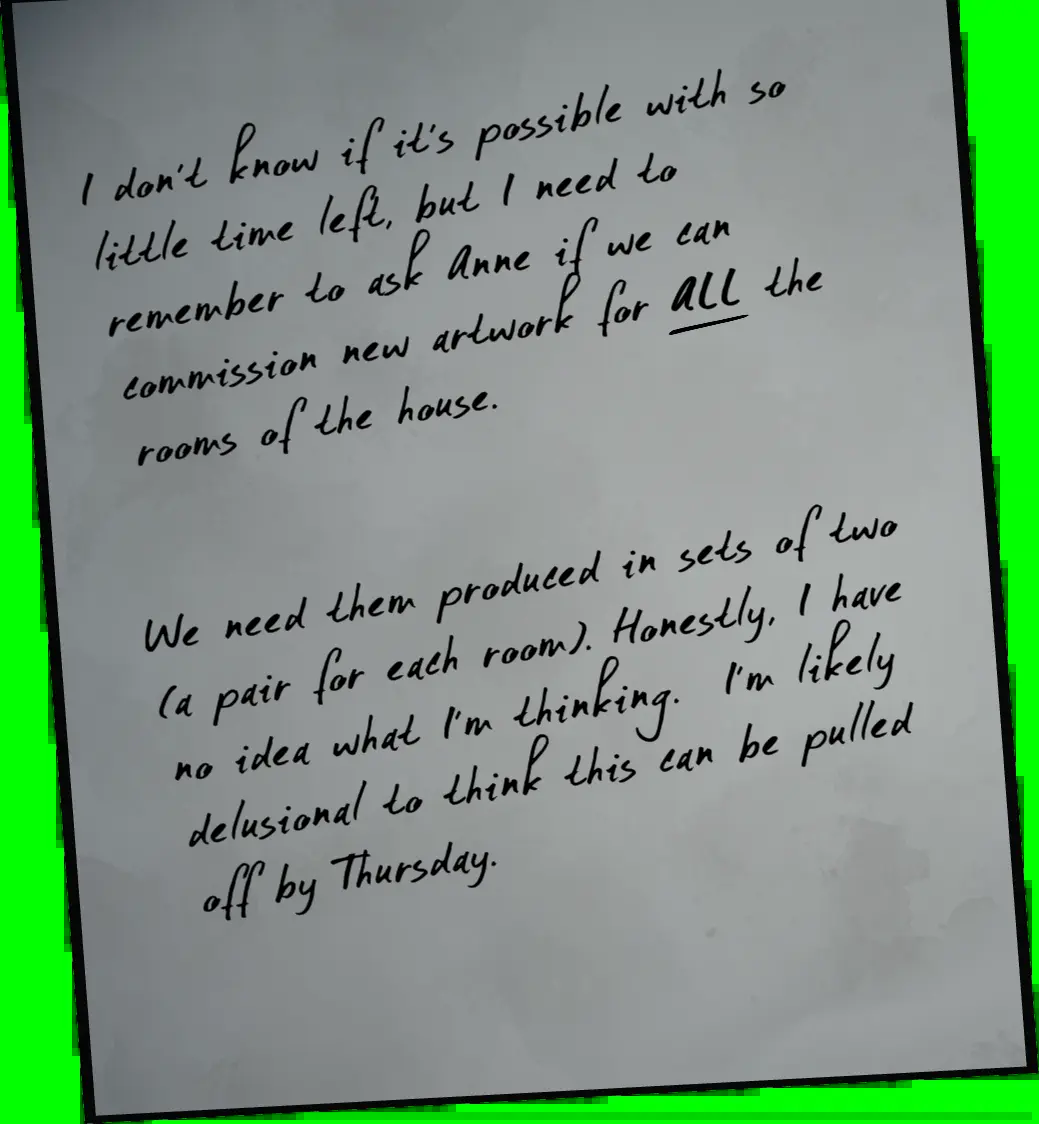 I don't know if it's possible with so
little time left, but I need to
remember to ask Anne if we can
commission new artwork for ALL the
rooms of the house.
We need them produced in sets of two
(a pair for each room). Honestly, I have
no idea what I'm thinking. I'm likely
delusional to think this can be pulled
off by Thursday.